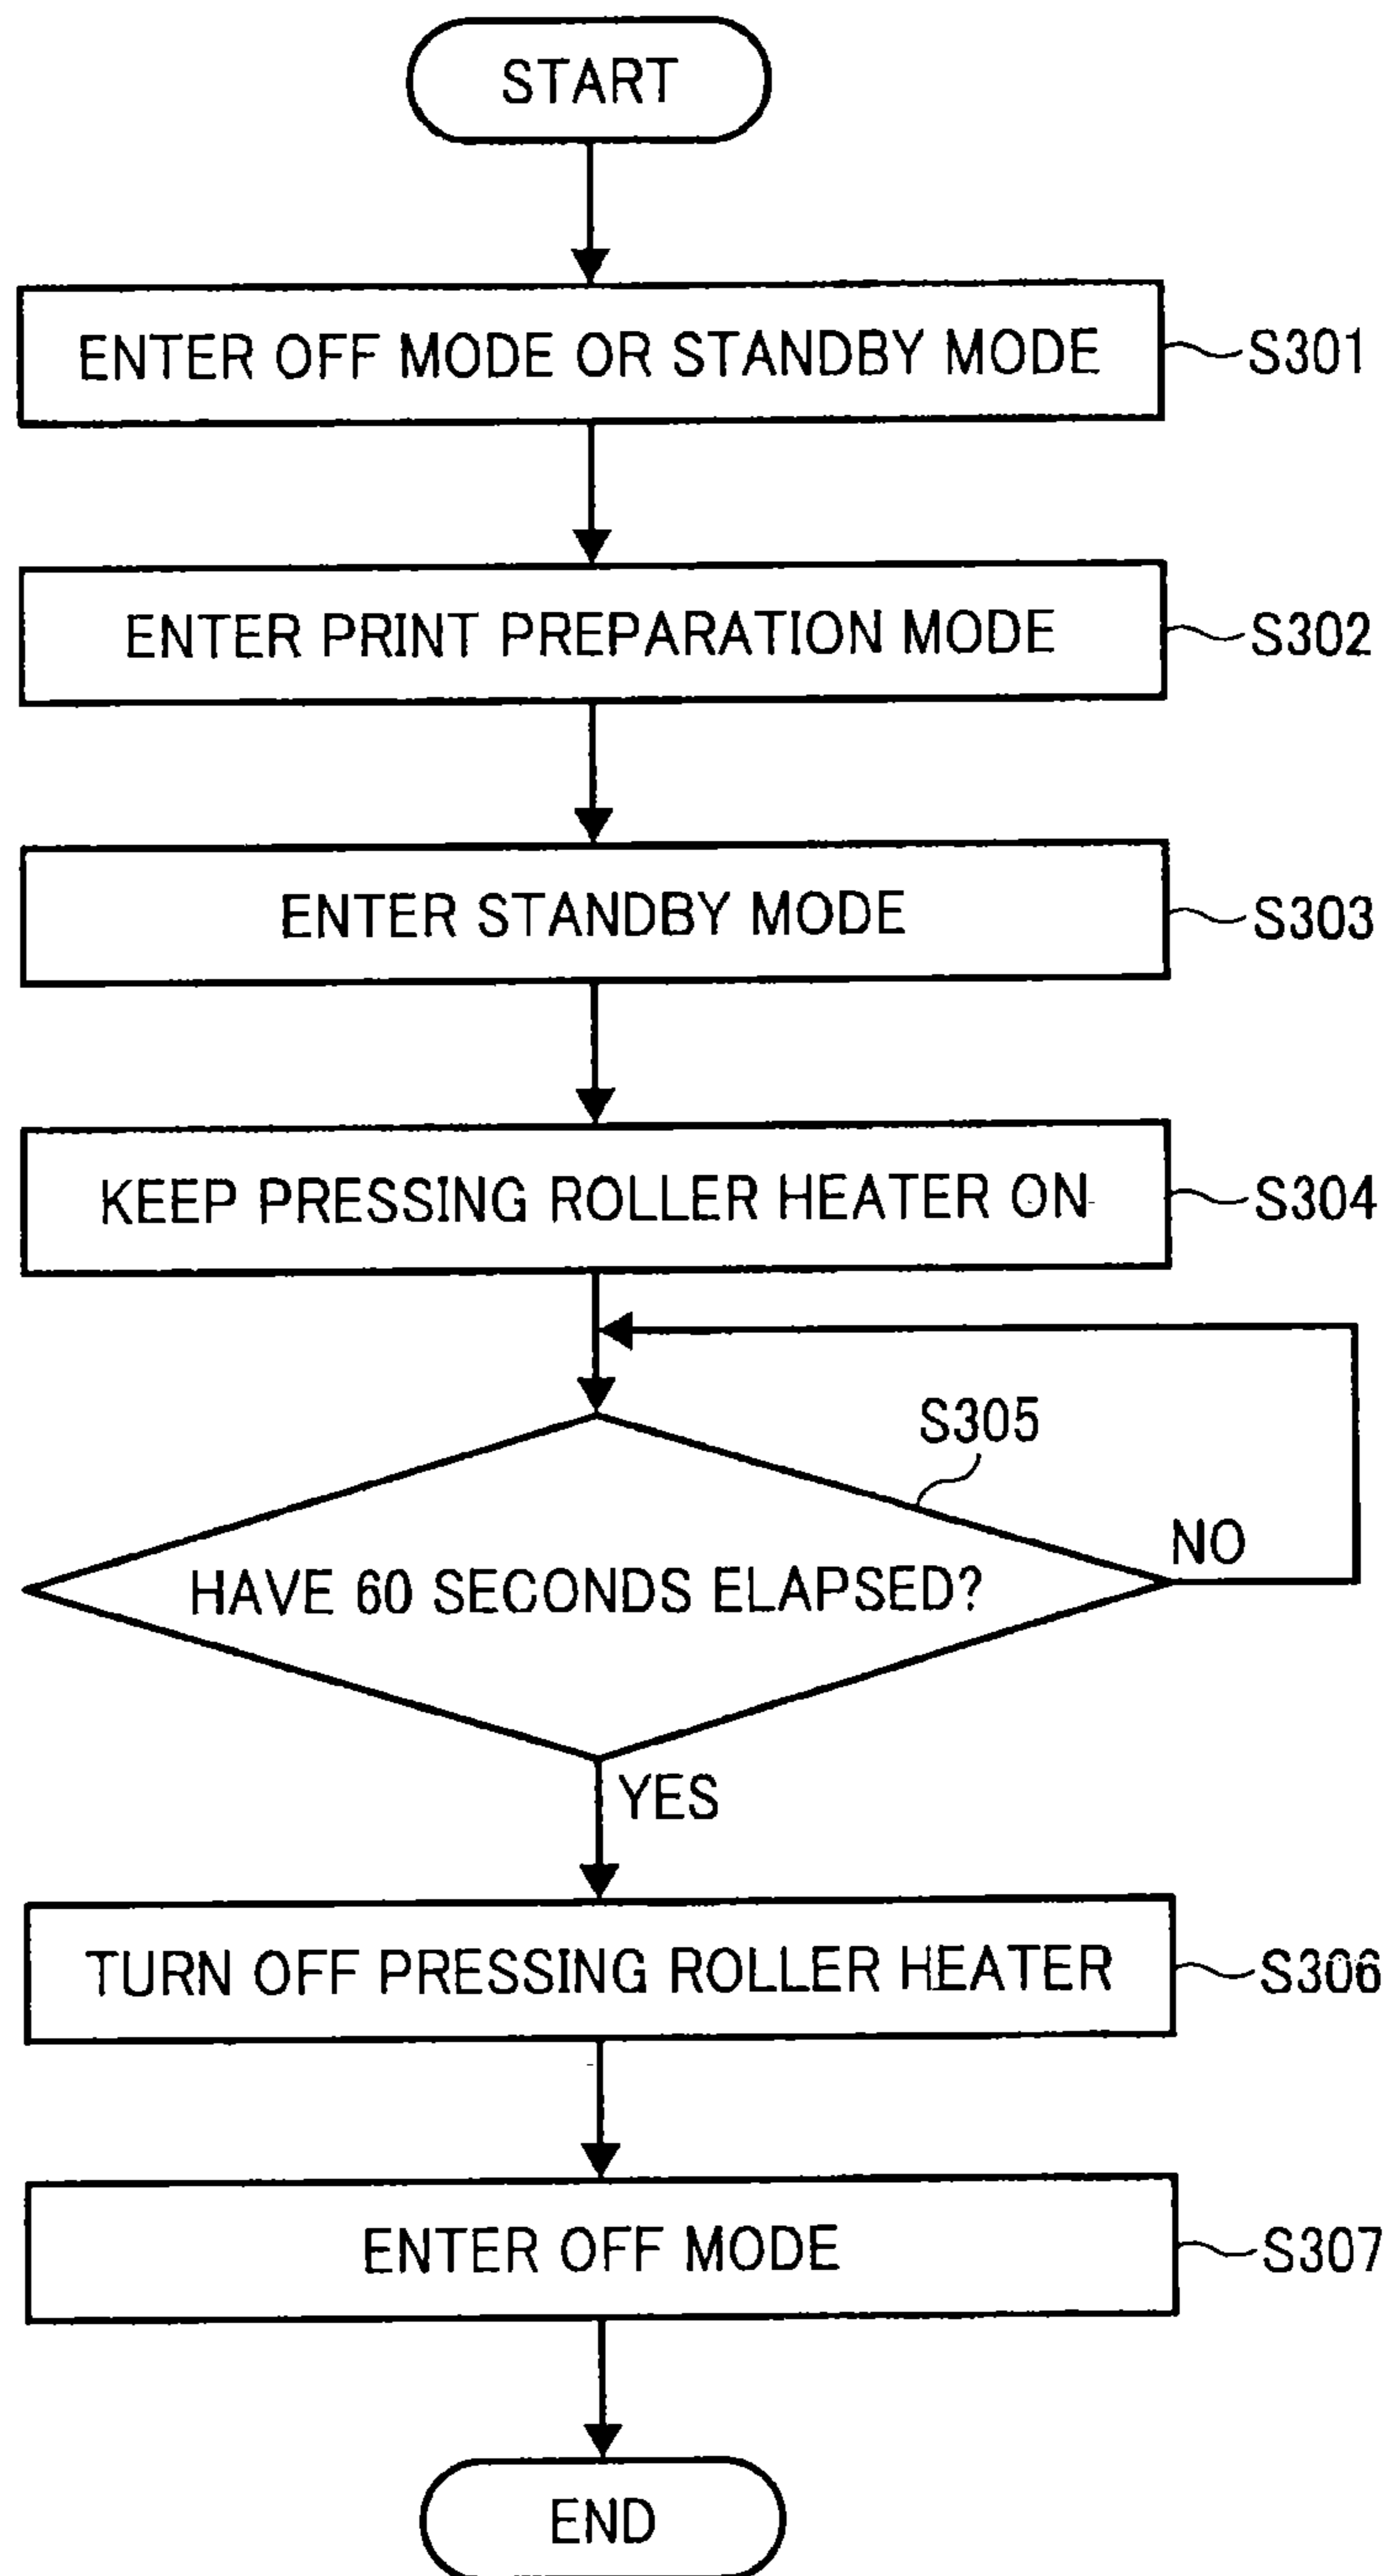 START
ENTER OFF MODE OR STANDBY MODE
S301
ENTER PRINT PREPARATION MODE
S302
ENTER STANDBY MODE
S303
KEEP PRESSING ROLLER HEATER ON
S304
S305
NO
HAVE 60 SECONDS ELAPSED?
YES
TURN OFF PRESSING ROLLER HEATER
S306
ENTER OFF MODE
S307
END